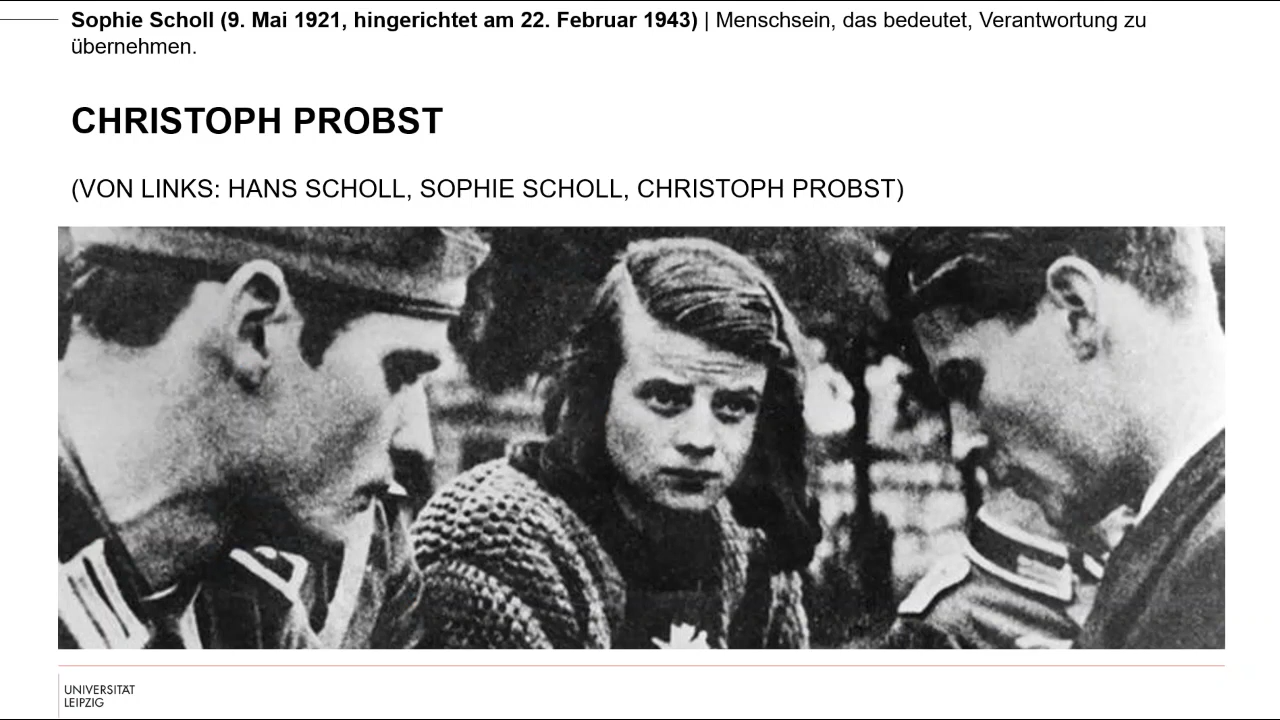 Sophie Scholl (9. Mai 1921, hingerichtet am 22. Februar 1943) | Menschsein, das bedeutet, Verantwortung zu
übernehmen.
CHRISTOPH PROBST
(VON LINKS: HANS SCHOLL, SOPHIE SCHOLL, CHRISTOPH PROBST)
UNIVERSITÄT
LEIPZIG